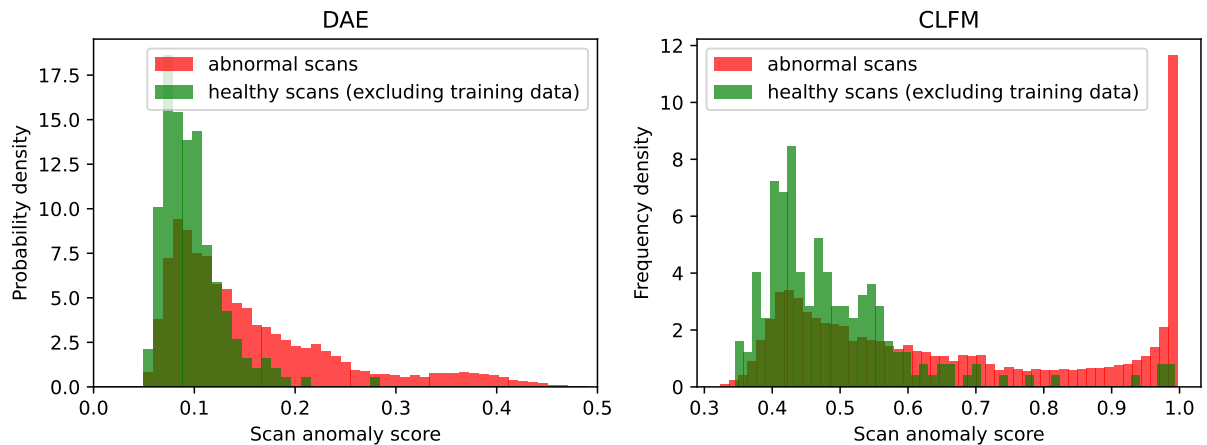 DAE
abnormal scans
healthy scans (excluding training data)
Probability density
17.5
15.0
12.5
10.0
7.5
5.0
2.5
0.0
0.0 0.1 0.2 0.3 0.4 0.5
Scan anomaly score
CLFM
abnormal scans
healthy scans (excluding training data)
Frequency density
12
10
8
6
4
2
0
0.3 0.4 0.5 0.6 0.7 0.8 0.9 1.0
Scan anomaly score